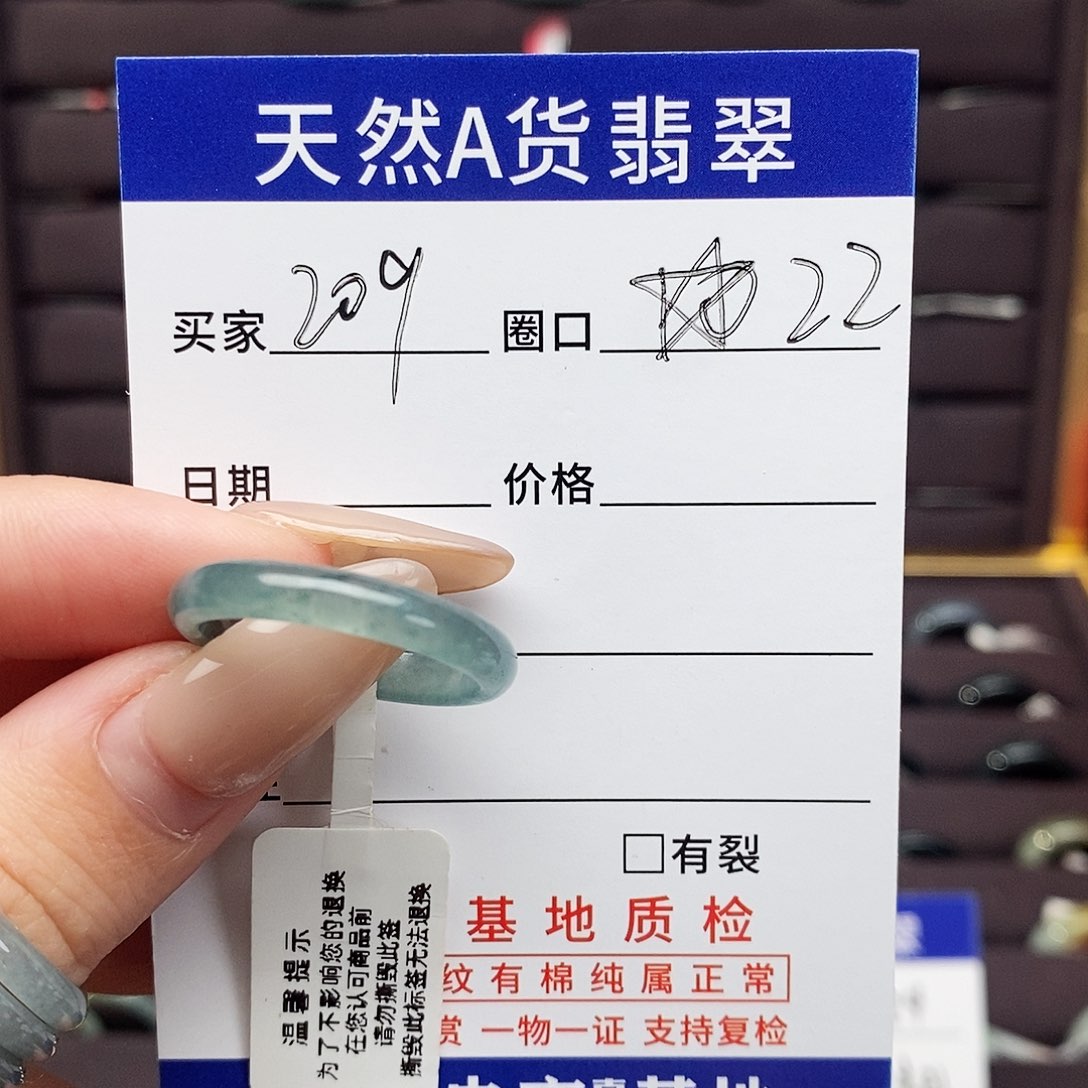 天然A货翡翠
买家 209 圈口 22
日期 价格
□有裂
基地质检
纹有棉纯属正常
赏 一物一证 支持复检
温馨提示
为了不影响您的退换
在您认可商品前
请勿撕毁此签
撕毁此标签无法退换